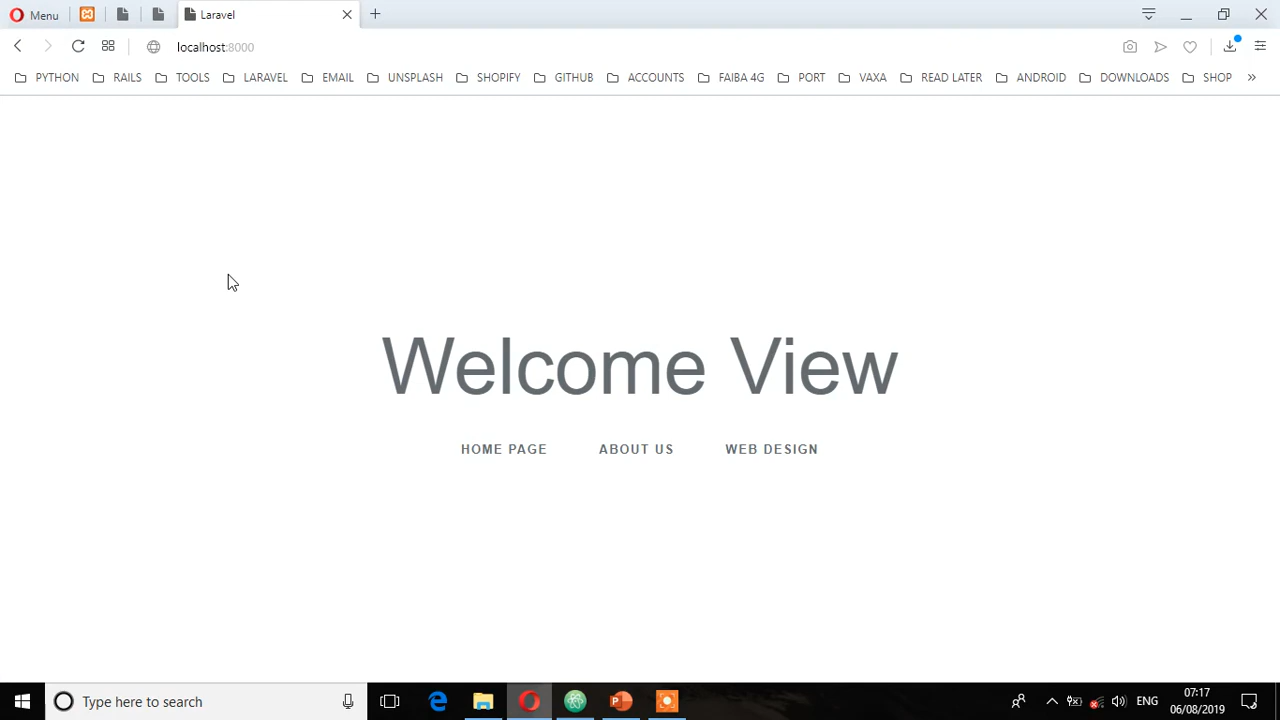 Menu
Laravel
localhost:8000
PYTHON RAILS TOOLS LARAVEL EMAIL UNSPLASH SHOPIFY GITHUB ACCOUNTS FAIBA 4G PORT VAXA READ LATER ANDROID DOWNLOADS SHOP »
Welcome View
HOME PAGE ABOUT US WEB DESIGN
Type here to search
ENG
07:17
06/08/2019